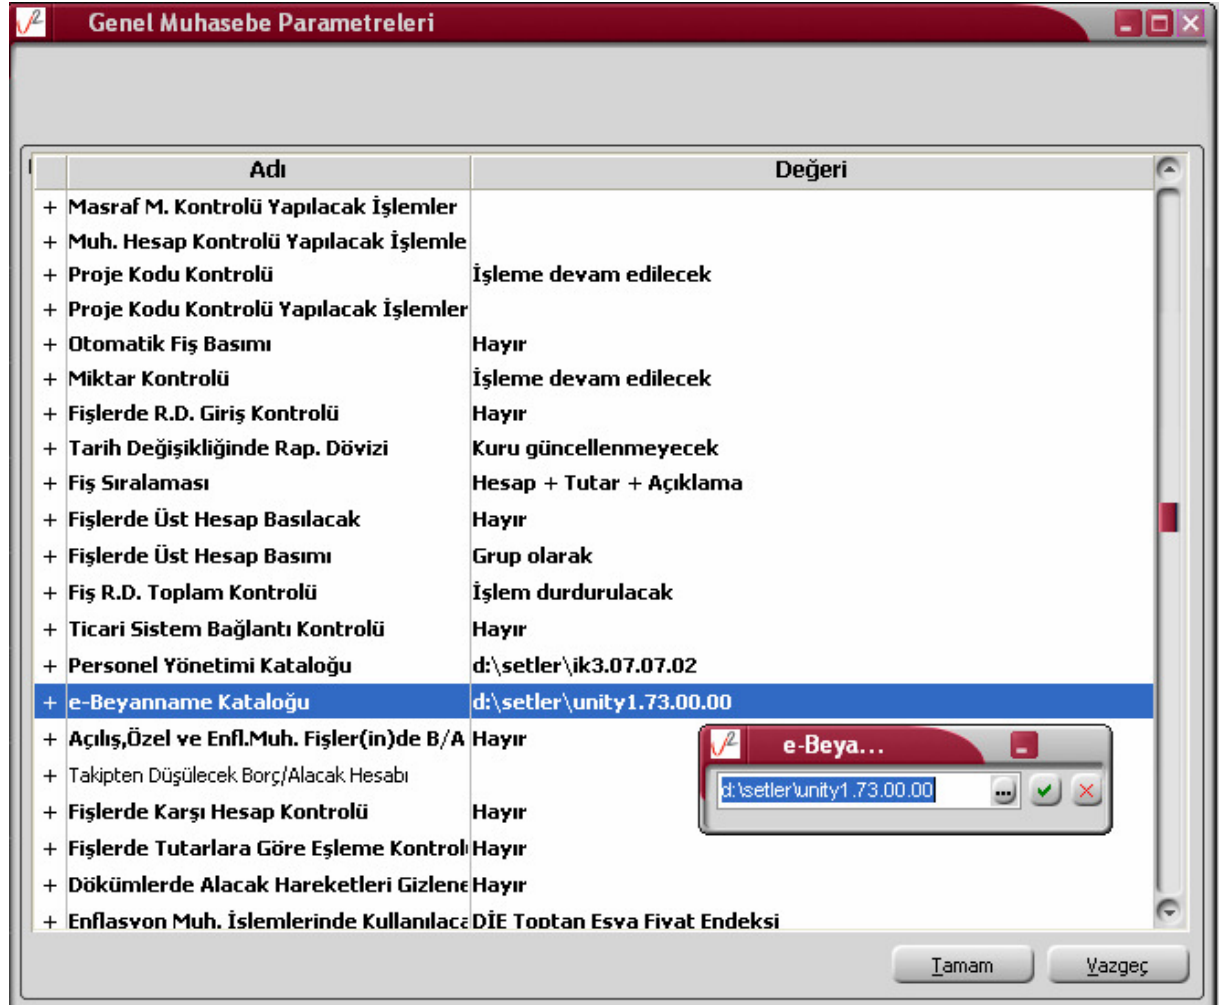 Genel Muhasebe Parametreleri
Adı Değeri
+ Masraf M. Kontrolü Yapılacak İşlemler
+ Muh. Hesap Kontrolü Yapılacak İşlemle
+ Proje Kodu Kontrolü İşleme devam edilecek
+ Proje Kodu Kontrolü Yapılacak İşlemler
+ Otomatik Fiş Basımı Hayır
+ Miktar Kontrolü İşleme devam edilecek
+ Fişlerde R.D. Giriş Kontrolü Hayır
+ Tarih Değişikliğinde Rap. Dövizi Kuru güncellenmeyecek
+ Fiş Sıralaması Hesap + Tutar + Açıklama
+ Fişlerde Üst Hesap Basılacak Hayır
+ Fişlerde Üst Hesap Basımı Grup olarak
+ Fiş R.D. Toplam Kontrolü İşlem durdurulacak
+ Ticari Sistem Bağlantı Kontrolü Hayır
+ Personel Yönetimi Kataloğu d:\setler\ik3.07.07.02
+ e-Beyanname Kataloğu d:\setler\unity1.73.00.00
+ Açılış,Özel ve Enfl.Muh. Fişler(in)de B/A Hayır
e-Beya...
+ Takipten Düşülecek Borç/Alacak Hesabı
d:\setler\unity1.73.00.00 ...
+ Fişlerde Karşı Hesap Kontrolü Hayır
+ Fişlerde Tutarlara Göre Eşleme Kontrol Hayır
+ Dökümlerde Alacak Hareketleri Gizlene Hayır
+ Enflasyon Muh. İşlemlerinde Kullanılaca DİE Toptan Eşya Fiyat Endeksi
Tamam Vazgeç